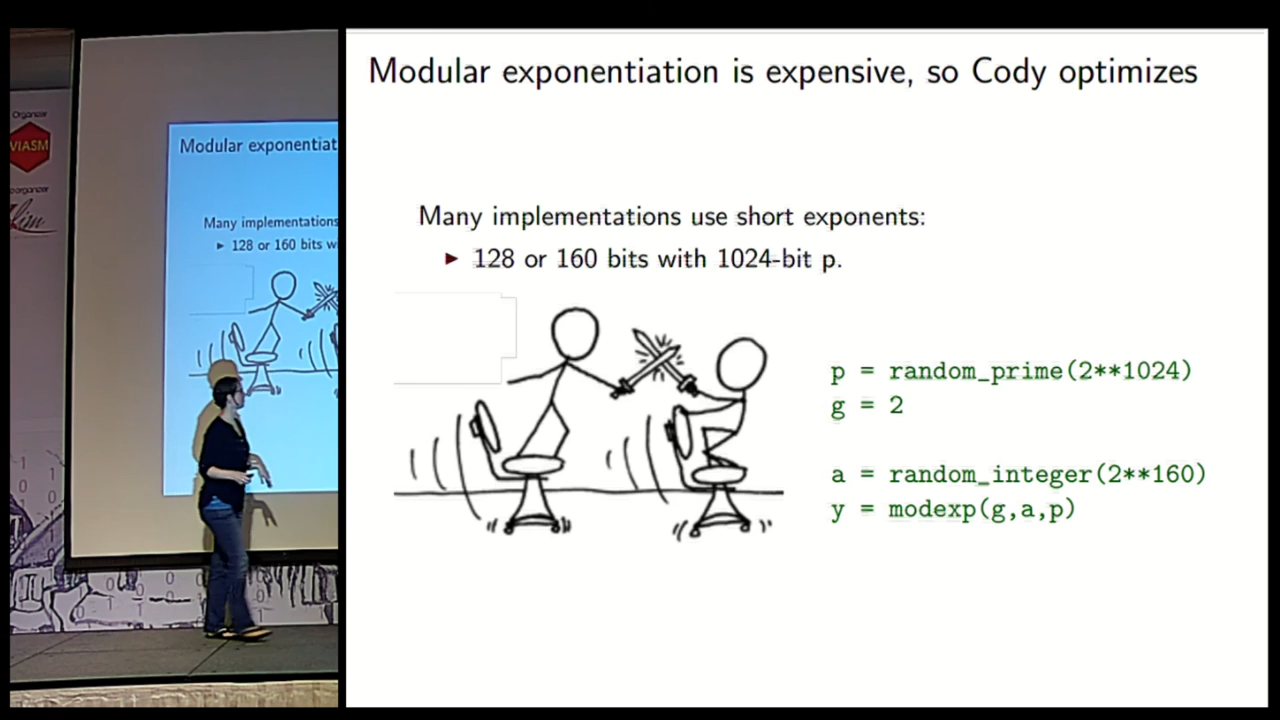 Organizer
VIASM
Modular exponentiat
Many implementations
► 128 or 160 bits w
Modular exponentiation is expensive, so Cody optimizes
Many implementations use short exponents:
► 128 or 160 bits with 1024-bit p.
p = random_prime(2**1024)
g = 2
a = random_integer(2**160)
y = modexp(g,a,p)